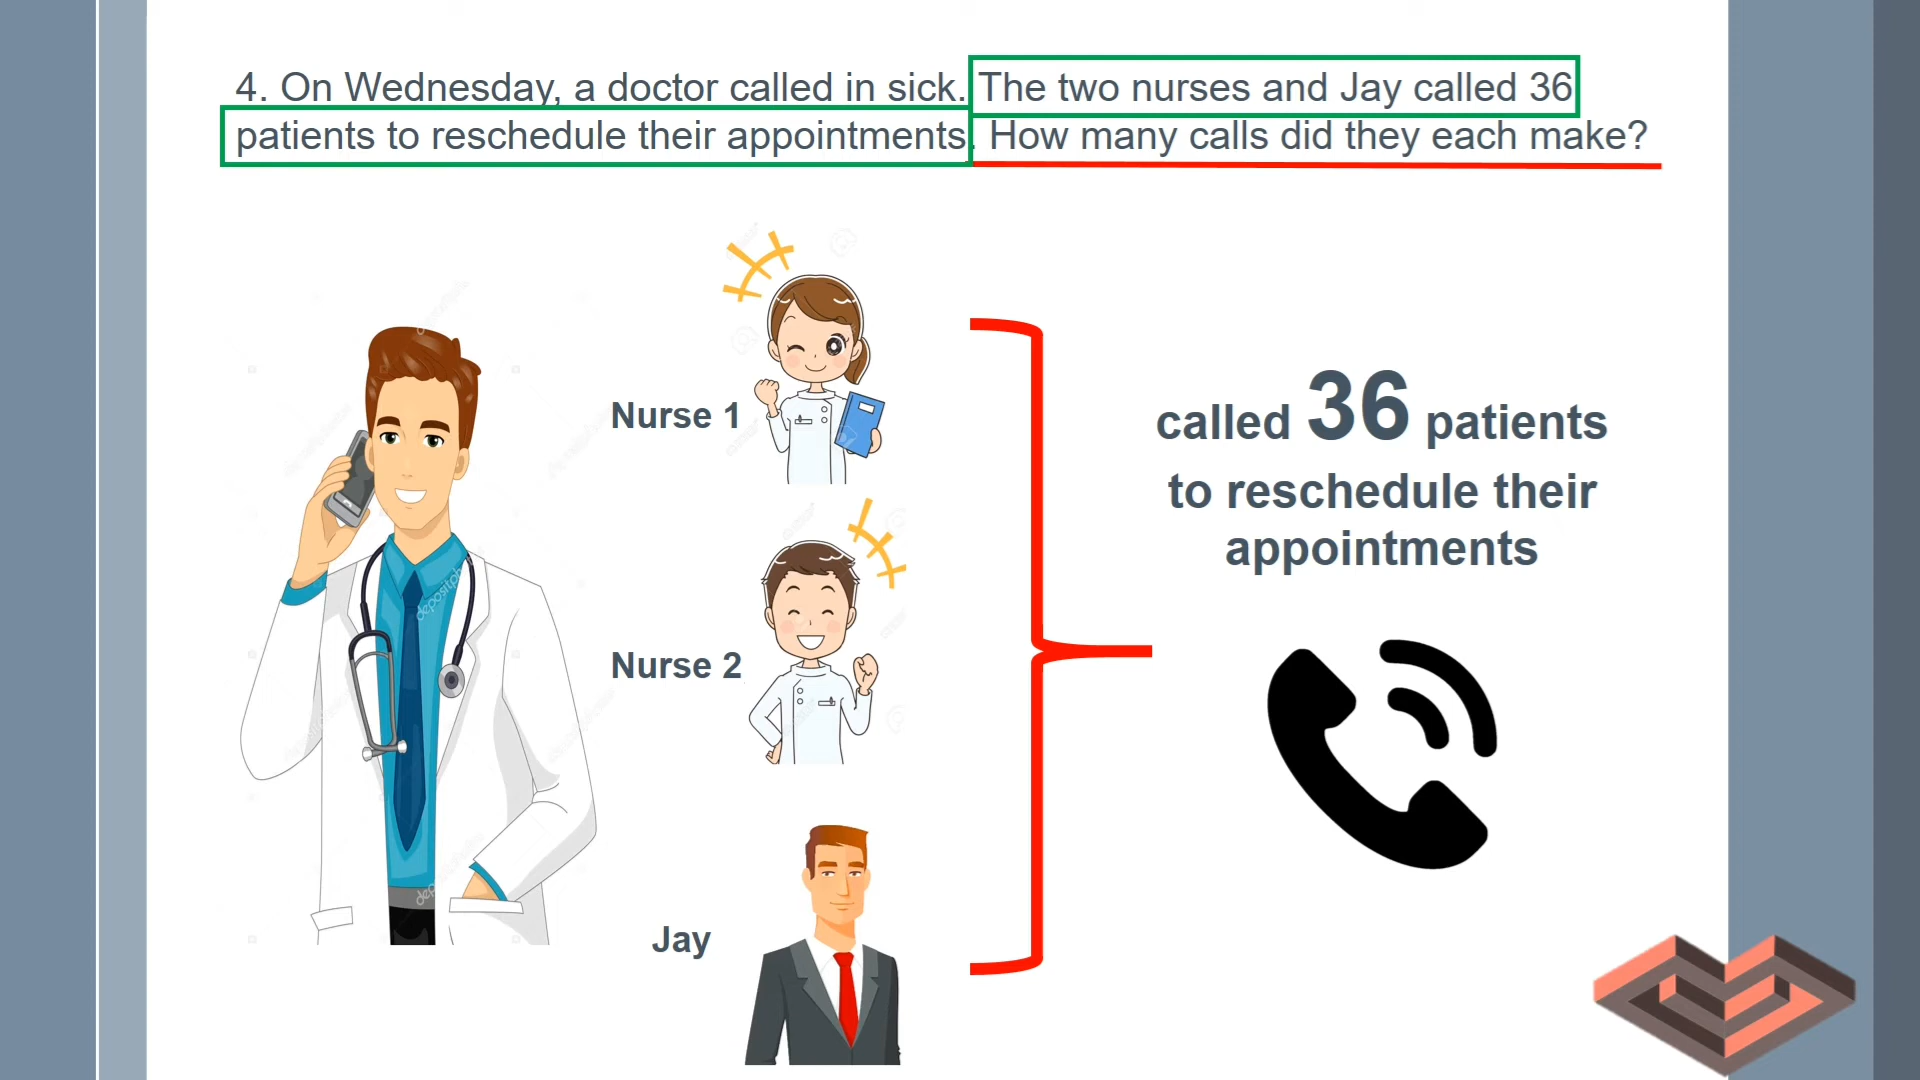 4. On Wednesday, a doctor called in sick. The two nurses and Jay called 36
patients to reschedule their appointments. How many calls did they each make?
Nurse 1
called 36 patients
to reschedule their
appointments
Nurse 2
Jay